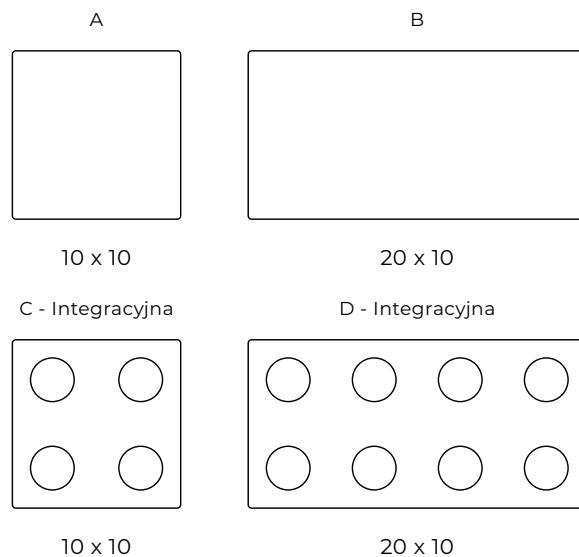 A
B
10 x 10
20 x 10
C - Integracyjna
D - Integracyjna
10 x 10
20 x 10